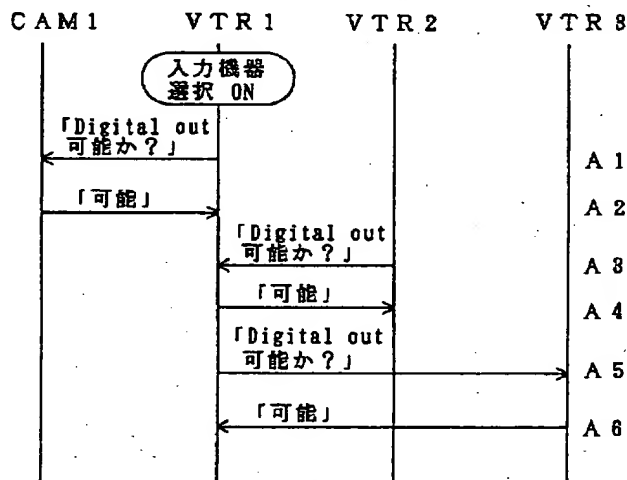 CAM1 VTR1 VTR2 VTR3
入力機器
選択 ON
「Digital out
可能か？」
A1
「可能」
A2
「Digital out
可能か？」
A3
「可能」
A4
「Digital out
可能か？」
A5
「可能」
A6